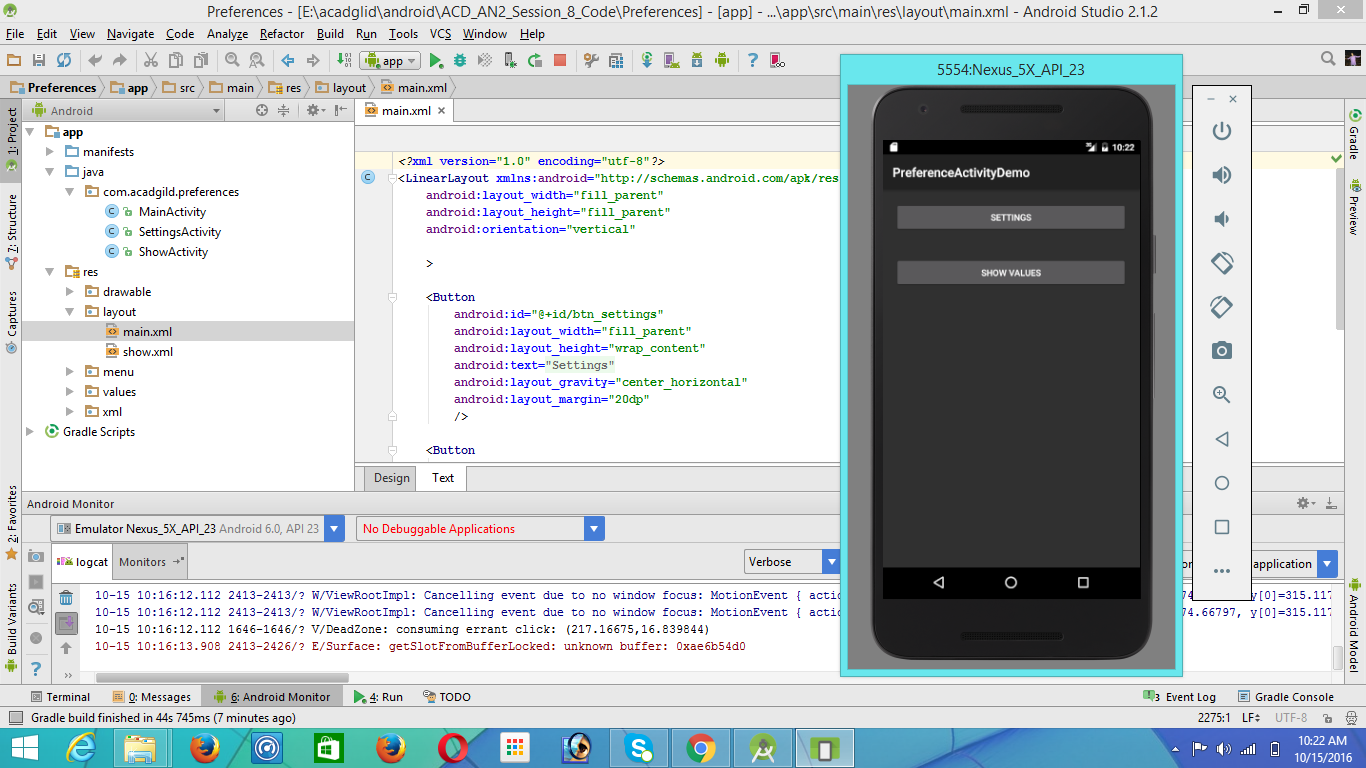 Preferences - [E:\acadglid\android\ACD_AN2_Session_8_Code\Preferences] - [app] - ...\app\src\main\res\layout\main.xml - Android Studio 2.1.2
File Edit View Navigate Code Analyze Refactor Build Run Tools VCS Window Help
app
5554:Nexus_5X_API_23
Preferences app src main res layout main.xml
1: Project
7: Structure
Captures
2: Favorites
Build Variants
Android
app
manifests
java
com.acadgild.preferences
MainActivity
SettingsActivity
ShowActivity
res
drawable
layout
main.xml
show.xml
menu
values
xml
Gradle Scripts
main.xml
<?xml version="1.0" encoding="utf-8"?>
<LinearLayout xmlns:android="http://schemas.android.com/apk/res
android:layout_width="fill_parent"
android:layout_height="fill_parent"
android:orientation="vertical"
>
<Button
android:id="@+id/btn_settings"
android:layout_width="fill_parent"
android:layout_height="wrap_content"
android:text="Settings"
android:layout_gravity="center_horizontal"
android:layout_margin="20dp"
/>
<Button
Design Text
10:22
PreferenceActivityDemo
SETTINGS
SHOW VALUES
Gradle
Preview
Android Model
Android Monitor
Emulator Nexus_5X_API_23 Android 6.0, API 23
No Debuggable Applications
logcat Monitors
Verbose
application
10-15 10:16:12.112 2413-2413/? W/ViewRootImpl: Cancelling event due to no window focus: MotionEvent { actio 74. y[0]=315.117
10-15 10:16:12.112 2413-2413/? W/ViewRootImpl: Cancelling event due to no window focus: MotionEvent { actio 74.66797, y[0]=315.117
10-15 10:16:12.112 1646-1646/? V/DeadZone: consuming errant click: (217.16675,16.839844)
10-15 10:16:13.908 2413-2426/? E/Surface: getSlotFromBufferLocked: unknown buffer: 0xae6b54d0
Terminal 0: Messages 6: Android Monitor 4: Run TODO 3 Event Log Gradle Console
Gradle build finished in 44s 745ms (7 minutes ago) 2275:1 LF UTF-8
10:22 AM
10/15/2016